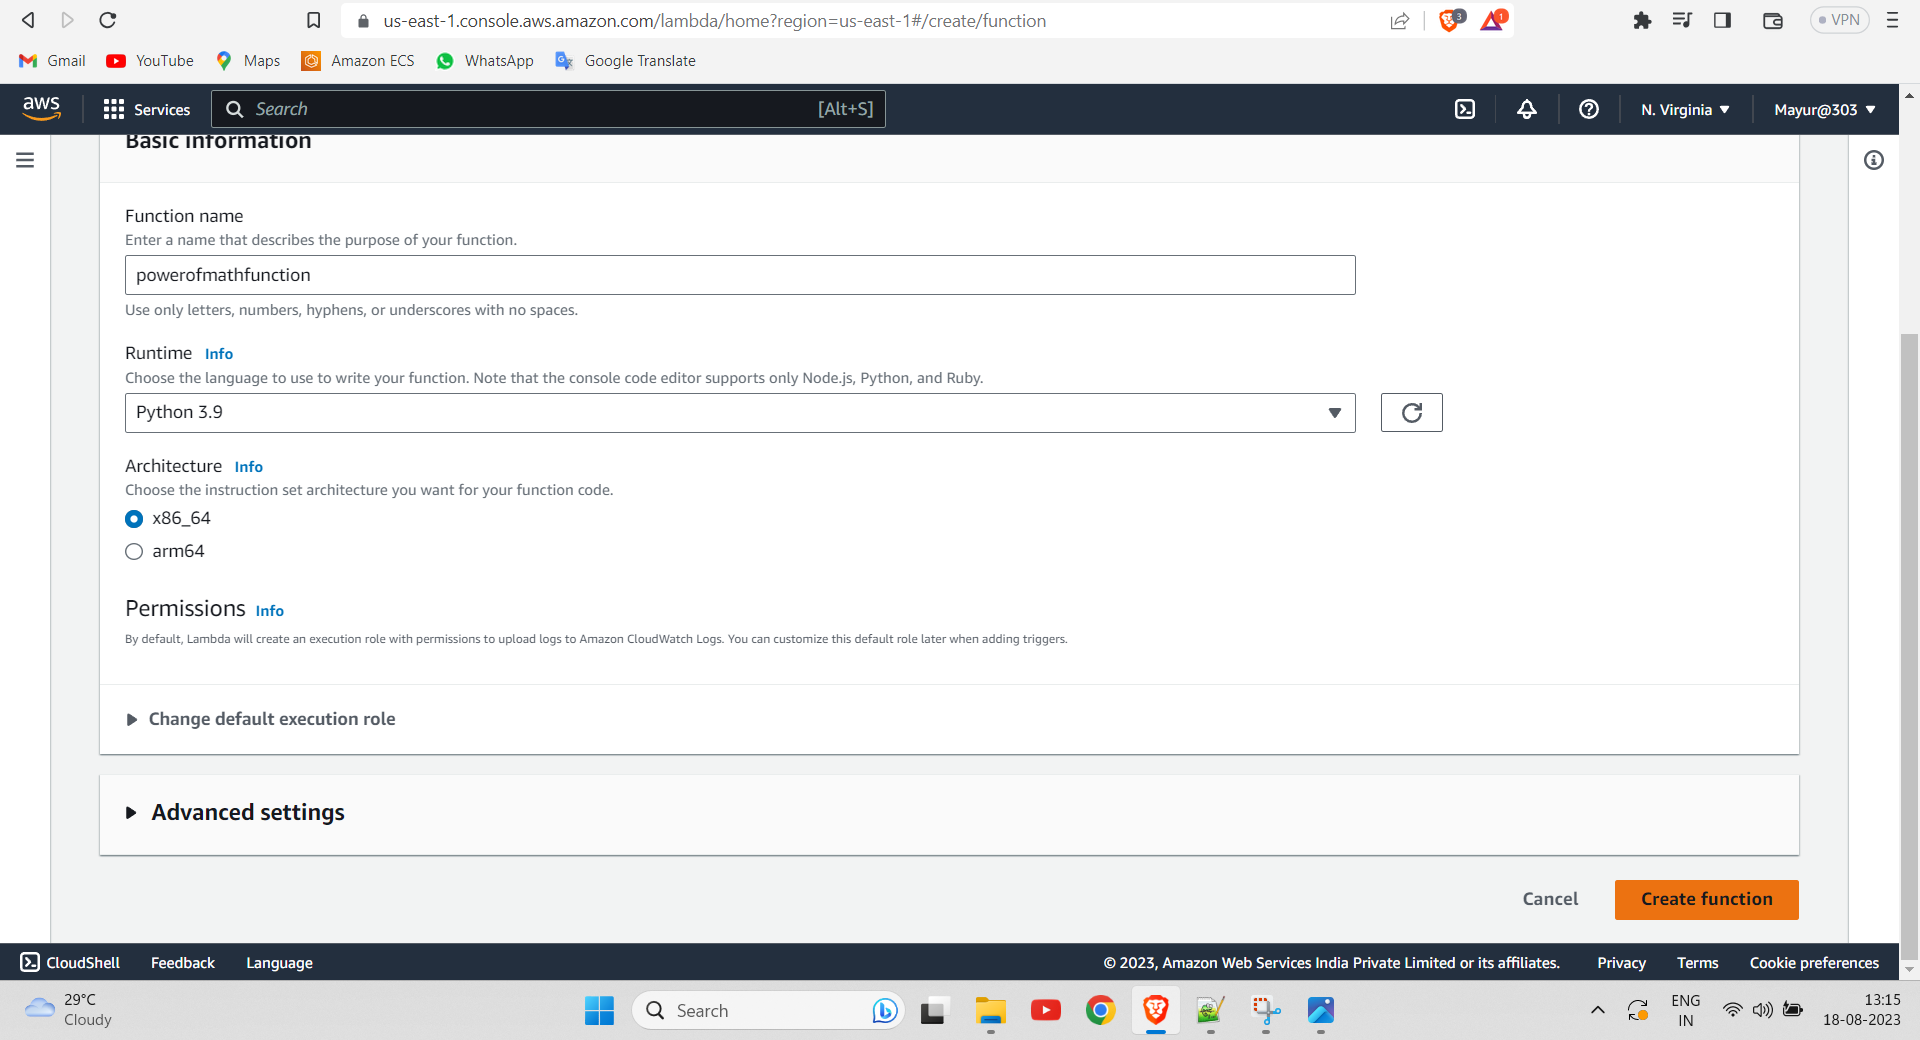 us-east-1.console.aws.amazon.com/lambda/home?region=us-east-1#/create/function
3
1
VPN
Gmail
YouTube
Maps
Amazon ECS
WhatsApp
Google Translate
aws
Services
Search
[Alt+S]
N. Virginia
Mayur@303
Basic information
Function name
Enter a name that describes the purpose of your function.
powerofmathfunction
Use only letters, numbers, hyphens, or underscores with no spaces.
Runtime Info
Choose the language to use to write your function. Note that the console code editor supports only Node.js, Python, and Ruby.
Python 3.9
Architecture Info
Choose the instruction set architecture you want for your function code.
x86_64
arm64
Permissions Info
By default, Lambda will create an execution role with permissions to upload logs to Amazon CloudWatch Logs. You can customize this default role later when adding triggers.
Change default execution role
Advanced settings
Cancel
Create function
CloudShell
Feedback
Language
© 2023, Amazon Web Services India Private Limited or its affiliates.
Privacy
Terms
Cookie preferences
29°C
Cloudy
Search
ENG
IN
13:15
18-08-2023